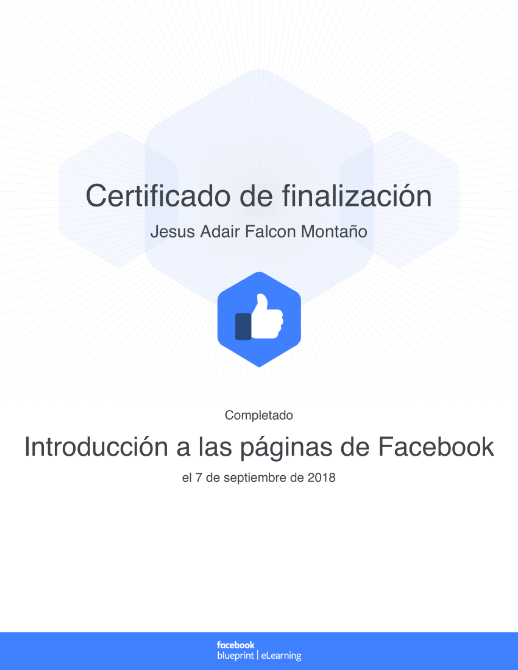 Certificado de finalización
Jesus Adair Falcon Montaño
Completado
Introducción a las páginas de Facebook
el 7 de septiembre de 2018
facebook
blueprint | eLearning